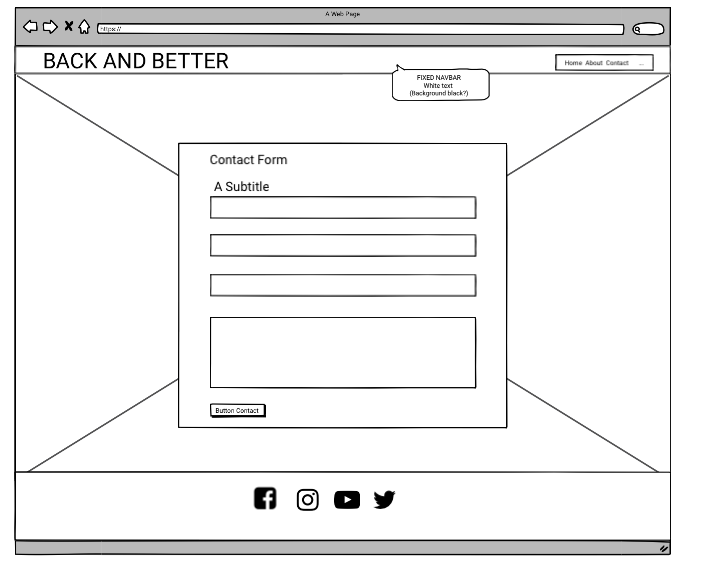 A Web Page
https://
BACK AND BETTER
Home About Contact ...
FIXED NAVBAR
White text
(Background black?)
Contact Form
A Subtitle
Button Contact